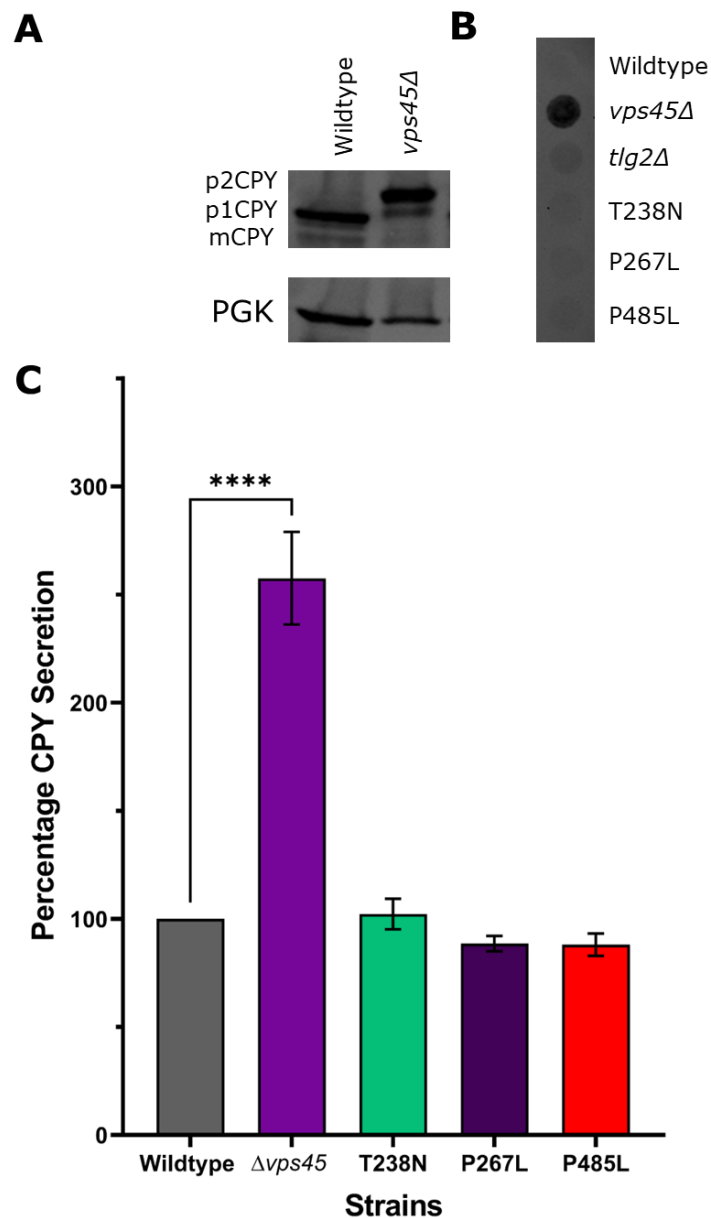 A
B
Wildtype
vps45Δ
Wildtype
vps45Δ
tlg2Δ
T238N
P267L
P485L
p2CPY
p1CPY
mCPY
PGK
C
****
300
200
100
0
Percentage CPY Secretion
Wildtype Δvps45 T238N P267L P485L
Strains